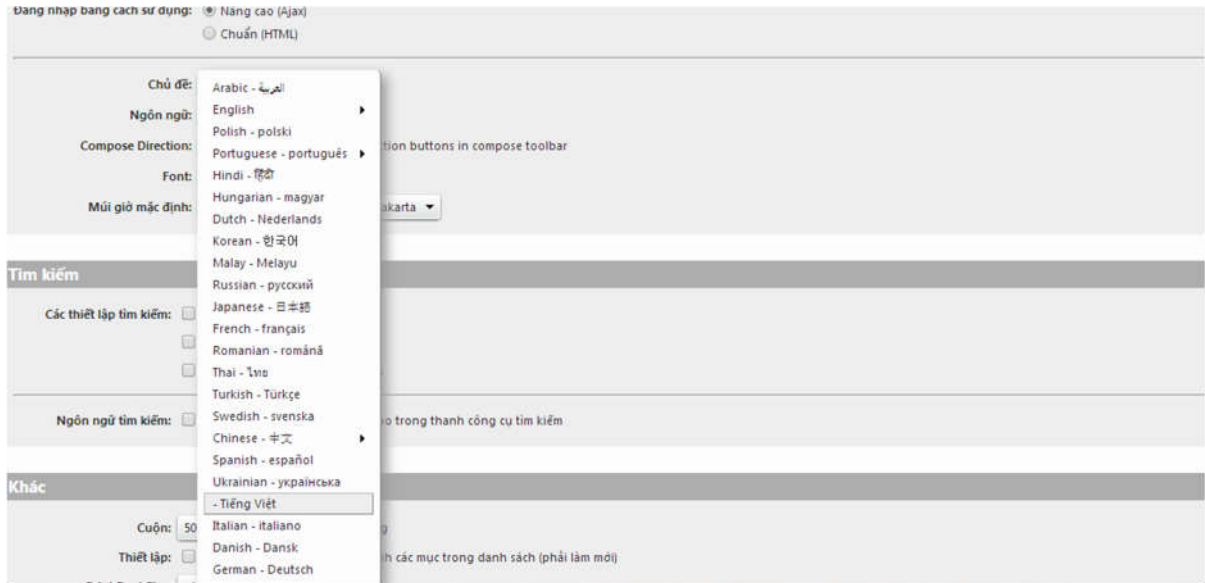 Đăng nhập bằng cách sử dụng: Nâng cao (Ajax)
Chuẩn (HTML)
Chủ đề:
Ngôn ngữ:
Compose Direction: tion buttons in compose toolbar
Font:
Múi giờ mặc định: akarta
Arabic - العربية
English
Polish - polski
Portuguese - português
Hindi - हिंदी
Hungarian - magyar
Dutch - Nederlands
Korean - 한국어
Malay - Melayu
Russian - русский
Japanese - 日本語
French - français
Romanian - română
Thai - ไทย
Turkish - Türkçe
Swedish - svenska
Chinese - 中文
Spanish - español
Ukrainian - українська
- Tiếng Việt
Italian - italiano
Danish - Dansk
German - Deutsch
Tìm kiếm
Các thiết lập tìm kiếm:
Ngôn ngữ tìm kiếm: o trong thanh công cụ tìm kiếm
Khác
Cuộn: 50 g
Thiết lập: h các mục trong danh sách (phải làm mới)